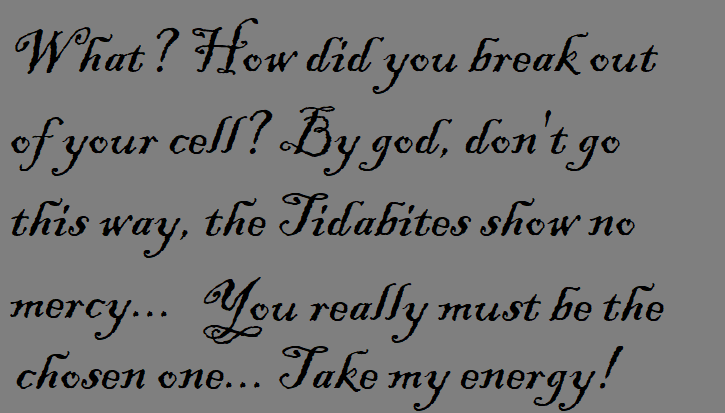 What? How did you break out
of your cell? By god, don't go
this way, the Tidabites show no
mercy... You really must be the
chosen one... Take my energy!